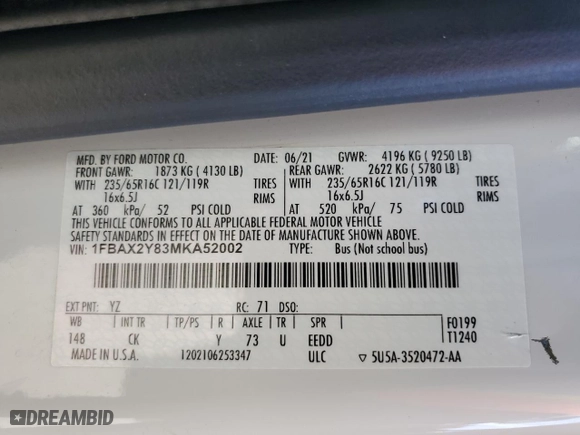 MFD. BY FORD MOTOR CO.
DATE: 06/21 GVWR: 4196 KG ( 9250 LB)
FRONT GAWR: 1873 KG ( 4130 LB)
REAR GAWR: 2622 KG ( 5780 LB)
WITH 235/65R16C 121/119R TIRES
WITH 235/65R16C 121/119R TIRES
16x6.5J RIMS
16x6.5J RIMS
AT 360 kPa/ 52 PSI COLD
AT 520 kPa/ 75 PSI COLD
THIS VEHICLE CONFORMS TO ALL APPLICABLE FEDERAL MOTOR VEHICLE
SAFETY STANDARDS IN EFFECT ON THE DATE OF MANUFACTURE SHOWN ABOVE.
VIN: 1FBAX2Y83MKA52002
TYPE: Bus (Not School bus)
EXT PNT: YZ RC: 71 DSO:
WB INT TR TP/PS R AXLE TR SPR
F0199
148 CK Y 73 U EEDD
T1240
MADE IN U.S.A. 1202106253347 ULC ▽ 5U5A-3520472-AA
DREAMBID